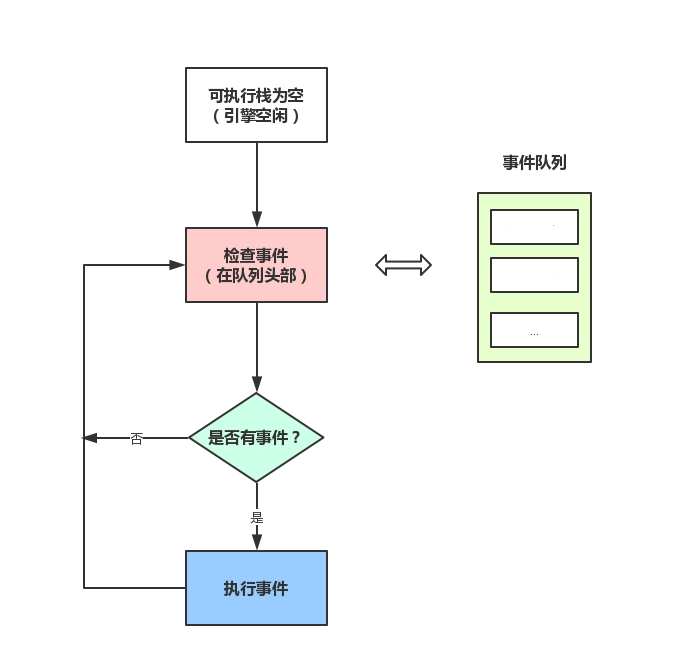 可执行栈为空
（引擎空闲）
事件队列
检查事件
（在队列头部）
...
是否有事件？
否
是
执行事件